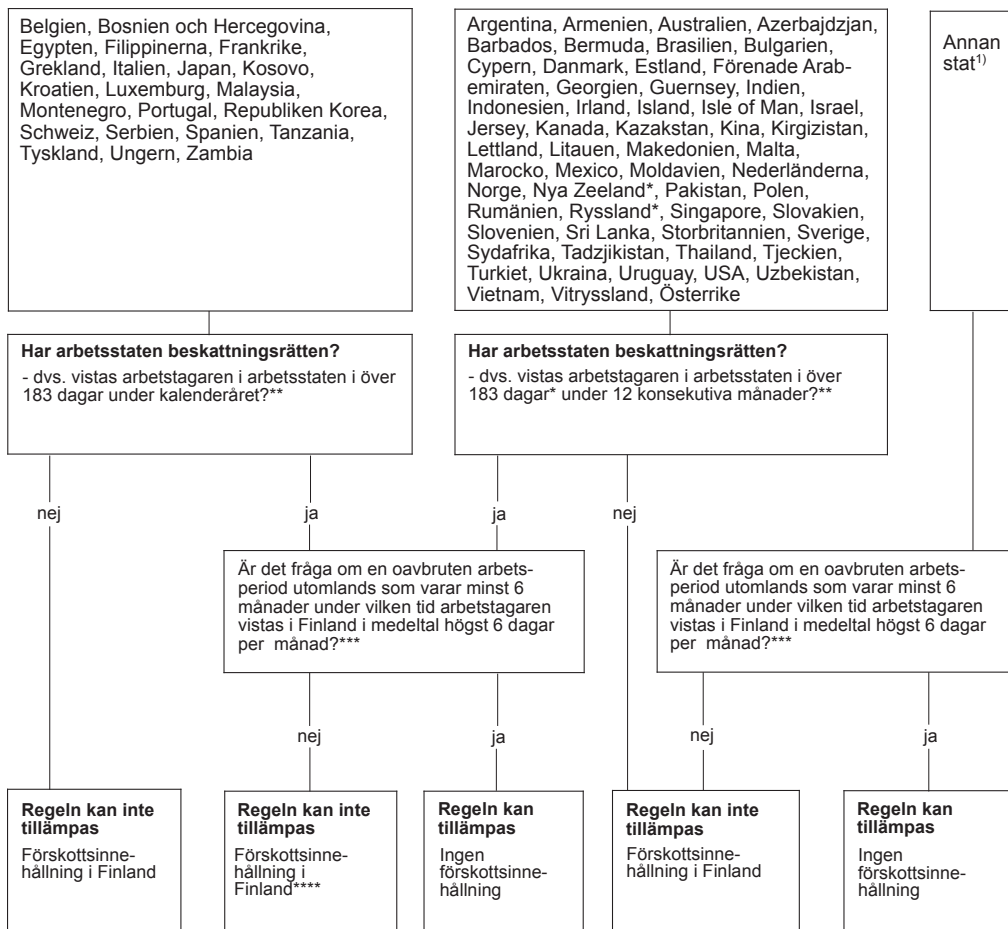 Belgien, Bosnien och Hercegovina,
Egypten, Filippinerna, Frankrike,
Grekland, Italien, Japan, Kosovo,
Kroatien, Luxemburg, Malaysia,
Montenegro, Portugal, Republiken Korea,
Schweiz, Serbien, Spanien, Tanzania,
Tyskland, Ungern, Zambia
Argentina, Armenien, Australien, Azerbajdzjan,
Barbados, Bermuda, Brasilien, Bulgarien,
Cypern, Danmark, Estland, Förenade Arab-
emiraten, Georgien, Guernsey, Indien,
Indonesien, Irland, Island, Isle of Man, Israel,
Jersey, Kanada, Kazakstan, Kina, Kirgizistan,
Lettland, Litauen, Makedonien, Malta,
Marocko, Mexico, Moldavien, Nederländerna,
Norge, Nya Zeeland*, Pakistan, Polen,
Rumänien, Ryssland*, Singapore, Slovakien,
Slovenien, Sri Lanka, Storbritannien, Sverige,
Sydafrika, Tadzjikistan, Thailand, Tjeckien,
Turkiet, Ukraina, Uruguay, USA, Uzbekistan,
Vietnam, Vitryssland, Österrike
Annan
stat1)
Har arbetsstaten beskattningsrätten?
- dvs. vistas arbetstagaren i arbetsstaten i över
183 dagar under kalenderåret?**
Har arbetsstaten beskattningsrätten?
- dvs. vistas arbetstagaren i arbetsstaten i över
183 dagar* under 12 konsekutiva månader?**
nej
ja
ja
nej
Är det fråga om en oavbruten arbets-
period utomlands som varar minst 6
månader under vilken tid arbetstagaren
vistas i Finland i medeltal högst 6 dagar
per månad?***
Är det fråga om en oavbruten arbets-
period utomlands som varar minst 6
månader under vilken tid arbetstagaren
vistas i Finland i medeltal högst 6 dagar
per månad?***
nej
ja
nej
ja
Regeln kan inte
tillämpas
Förskottsinne-
hållning i Finland
Regeln kan inte
tillämpas
Förskottsinne-
hållning i
Finland****
Regeln kan
tillämpas
Ingen
förskottsinne-
hållning
Regeln kan inte
tillämpas
Förskottsinne-
hållning i Finland
Regeln kan
tillämpas
Ingen
förskottsinne-
hållning